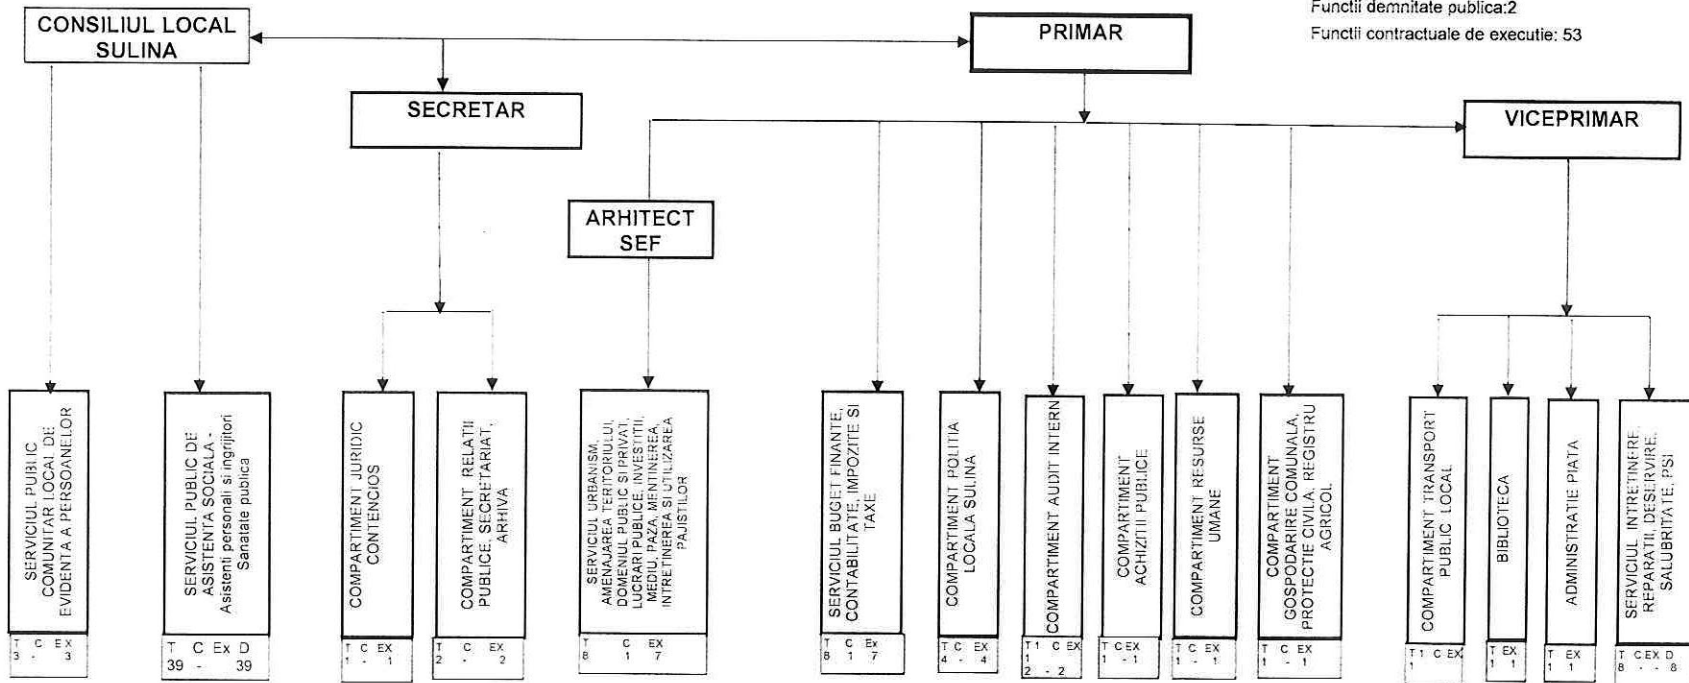 Functii demnitate publica:2
Functii contractuale de executie: 53
CONSILIUL LOCAL
SULINA
PRIMAR
SECRETAR
VICEPRIMAR
ARHITECT
SEF
SERVICIUL PUBLIC
COMUNITAR LOCAL DE
EVIDENTA A PERSOANELOR
T C EX
3 - 3
SERVICIUL PUBLIC DE
ASISTENTA SOCIALA -
Asistenti personali si ingrijitori
Sanatate publica
T C Ex D
39 - 39
COMPARTIMENT JURIDIC
CONTENCIOS
T C EX
1 - 1
COMPARTIMENT RELATII
PUBLICE, SECRETARIAT,
ARHIVA
T C EX
2 - 2
SERVICIUL URBANISM,
AMENAJAREA TERITORIULUI,
DOMENIUL PUBLIC SI PRIVAT,
LUCRARI PUBLICE, INVESTITII,
MEDIU, PAZA, MENTINEREA,
INTRETINEREA SI UTILIZAREA
PAJISTILOR
T C EX
8 1 7
SERVICIUL BUGET FINANTE,
CONTABILITATE, IMPOZITE SI
TAXE
T C Ex
8 1 7
COMPARTIMENT POLITIA
LOCALA SULINA
T C EX
4 - 4
COMPARTIMENT AUDIT INTERN
T1 C EX
1 1
2 - 2
COMPARTIMENT
ACHIZITII PUBLICE
T C EX
1 - 1
COMPARTIMENT RESURSE
UMANE
T C EX
1 - 1
COMPARTIMENT
GOSPODARIRE COMUNALA,
PROTECTIE CIVILA, REGISTRU
AGRICOL
T C EX
1 - 1
COMPARTIMENT TRANSPORT
PUBLIC LOCAL
T1 C EX
1
BIBLIOTECA
T EX
1 1
ADMINISTRATIE PIATA
T EX
1 1
SERVICIUL INTRETINERE,
REPARATII, DESERVIRE,
SALUBRITATE, PSI
T C EX D
8 - - 8